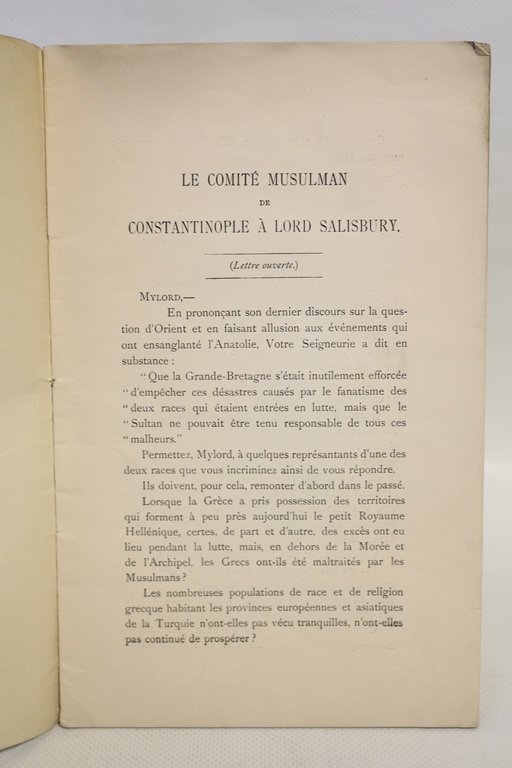 LE COMITÉ MUSULMAN
DE
CONSTANTINOPLE À LORD SALISBURY.
(Lettre ouverte.)
MYLORD,—
En prononçant son dernier discours sur la ques-
tion d'Orient et en faisant allusion aux événements qui
ont ensanglanté l'Anatolie, Votre Seigneurie a dit en
substance :
"Que la Grande-Bretagne s'était inutilement efforcée
"d'empêcher ces désastres causés par le fanatisme des
"deux races qui étaient entrées en lutte, mais que le
"Sultan ne pouvait être tenu responsable de tous ces
"malheurs."
Permettez, Mylord, à quelques représantants d'une des
deux races que vous incriminez ainsi de vous répondre.
Ils doivent, pour cela, remonter d'abord dans le passé.
Lorsque la Grèce a pris possession des territoires
qui forment à peu près aujourd'hui le petit Royaume
Hellénique, certes, de part et d'autre, des excès ont eu
lieu pendant la lutte, mais, en dehors de la Morée et
de l'Archipel, les Grecs ont-ils été maltraités par les
Musulmans?
Les nombreuses populations de race et de religion
grecque habitant les provinces européennes et asiatiques
de la Turquie n'ont-elles pas vécu tranquilles, n'ont-elles
pas continué de prospérer?